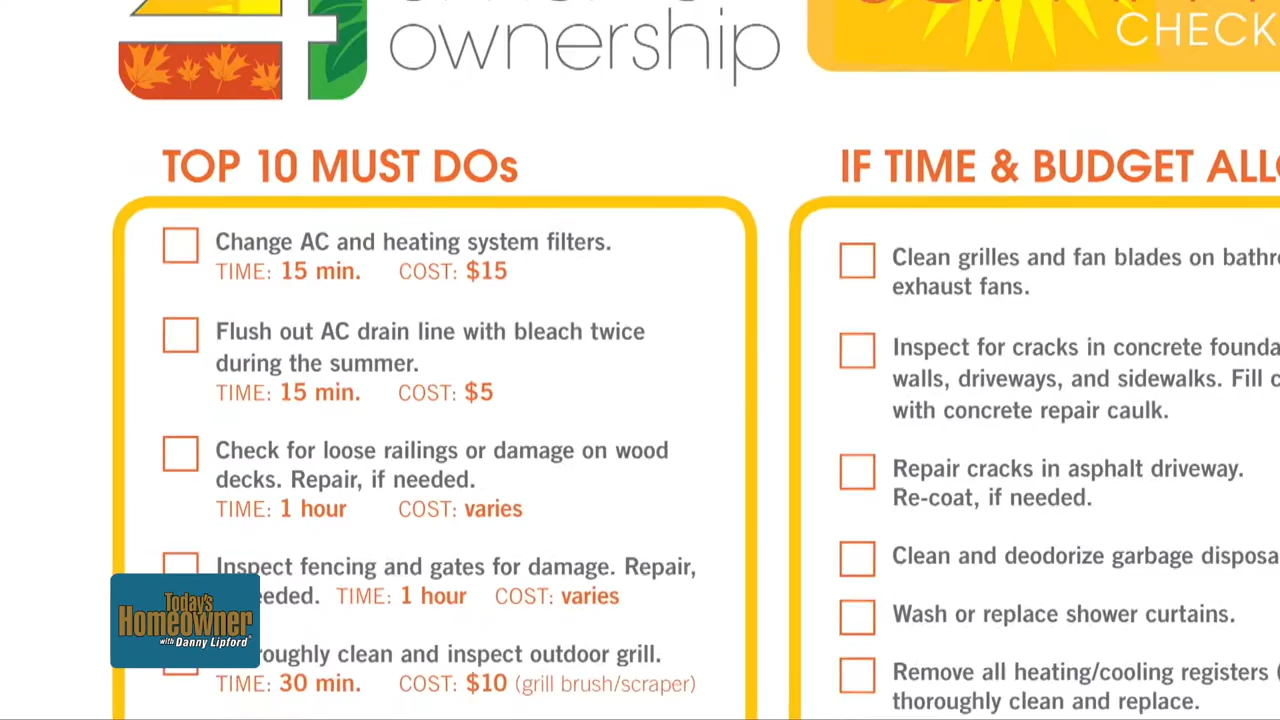 ownership
CHECK
TOP 10 MUST DOs
Change AC and heating system filters.
TIME: 15 min. COST: $15
Flush out AC drain line with bleach twice
during the summer.
TIME: 15 min. COST: $5
Check for loose railings or damage on wood
decks. Repair, if needed.
TIME: 1 hour COST: varies
Inspect fencing and gates for damage. Repair,
eeded. TIME: 1 hour COST: varies
oroughly clean and inspect outdoor grill.
TIME: 30 min. COST: $10 (grill brush/scraper)
IF TIME & BUDGET ALLO
Clean grilles and fan blades on bathro
exhaust fans.
Inspect for cracks in concrete founda
walls, driveways, and sidewalks. Fill c
with concrete repair caulk.
Repair cracks in asphalt driveway.
Re-coat, if needed.
Clean and deodorize garbage disposa
Wash or replace shower curtains.
Remove all heating/cooling registers (
thoroughly clean and replace.
Today's
Homeowner
with Danny Lipford